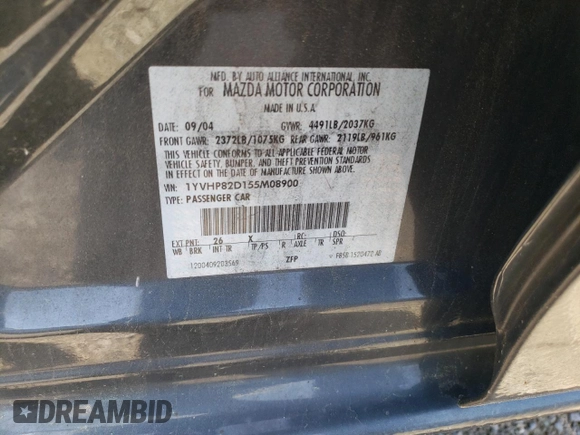 MFD. BY AUTO ALLIANCE INTERNATIONAL, INC.
FOR MAZDA MOTOR CORPORATION
MADE IN U.S.A.
DATE: 09/04 GVWR: 4491LB/2037KG
FRONT GAWR: 2372LB/1075KG REAR GAWR: 2119LB/961KG
THIS VEHICLE CONFORMS TO ALL APPLICABLE FEDERAL MOTOR
VEHICLE SAFETY, BUMPER, AND THEFT PREVENTION STANDARDS
IN EFFECT ON THE DATE OF MANUFACTURE SHOWN ABOVE.
VIN: 1YVHP82D155M08900
TYPE: PASSENGER CAR
EXT PNT: 26 X RC: DSO:
WB BRK INT TR TP/PS R AXLE TR SPR
1200409203569 ZFP
DREAMBID